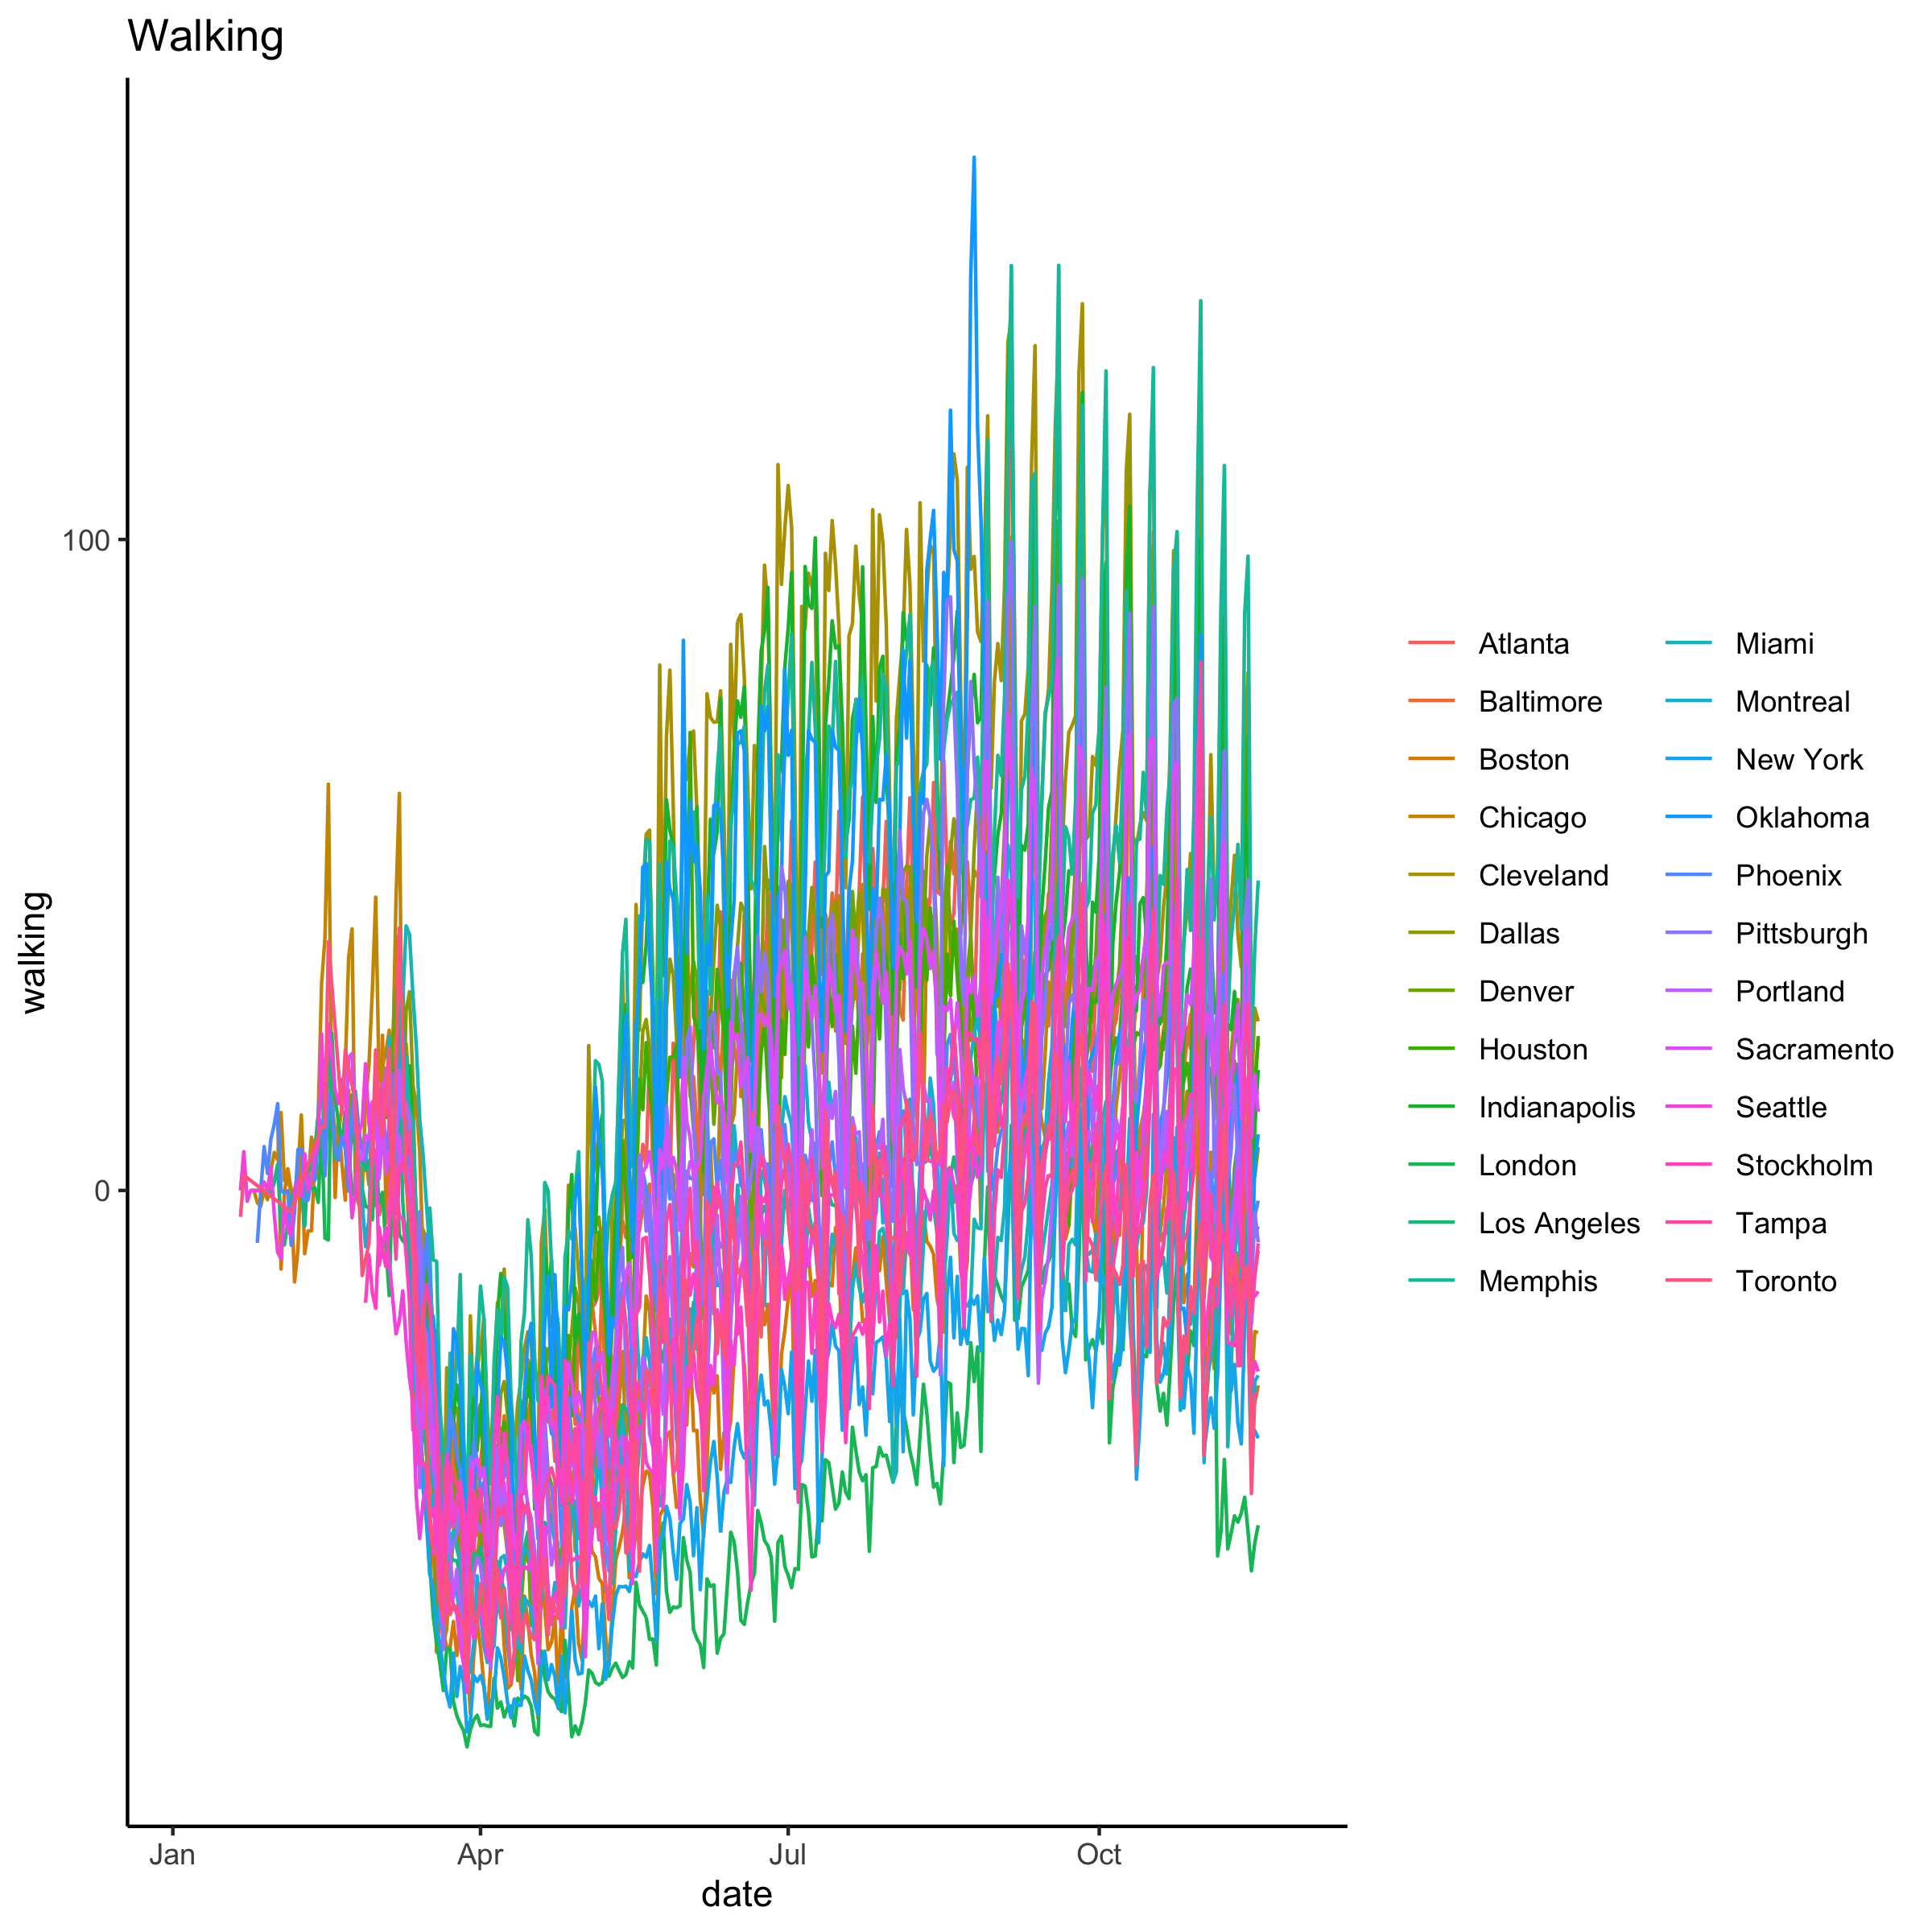 Walking
walking
100
0
Jan
Apr
Jul
Oct
date
Atlanta
Baltimore
Boston
Chicago
Cleveland
Dallas
Denver
Houston
Indianapolis
London
Los Angeles
Memphis
Miami
Montreal
New York
Oklahoma
Phoenix
Pittsburgh
Portland
Sacramento
Seattle
Stockholm
Tampa
Toronto